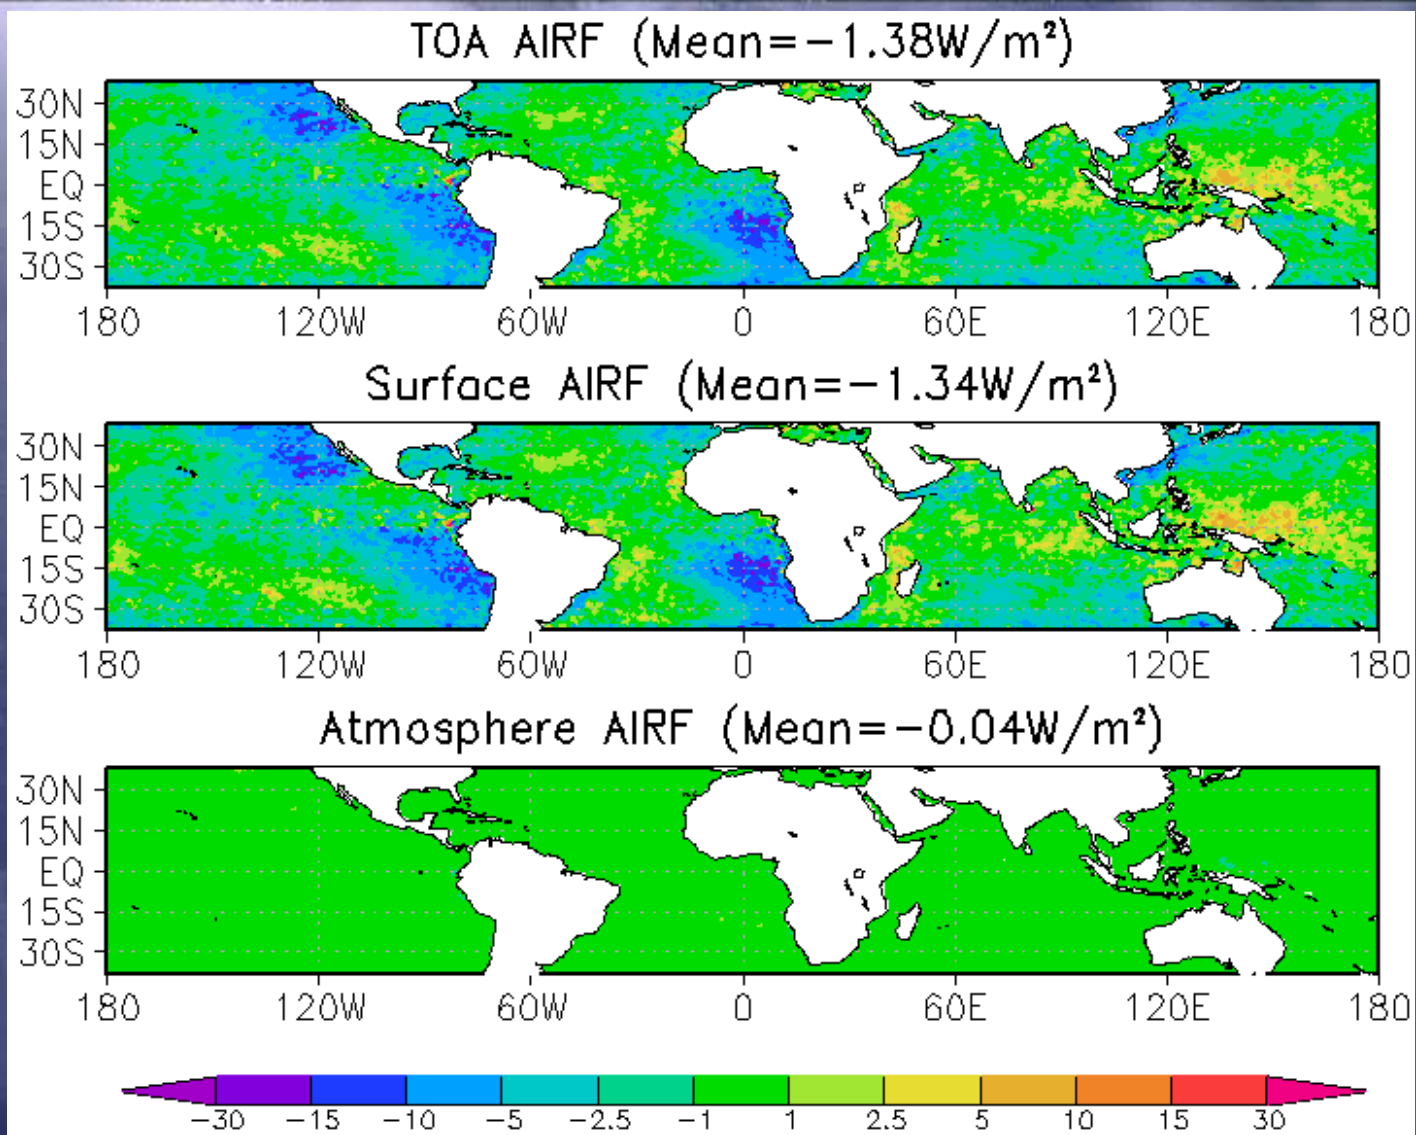 TOA AIRF (Mean=−1.38W/m²)
30N
15N
EQ
15S
30S
180 120W 60W 0 60E 120E 180
Surface AIRF (Mean=−1.34W/m²)
30N
15N
EQ
15S
30S
180 120W 60W 0 60E 120E 180
Atmosphere AIRF (Mean=−0.04W/m²)
30N
15N
EQ
15S
30S
180 120W 60W 0 60E 120E 180
−30 −15 −10 −5 −2.5 −1 1 2.5 5 10 15 30